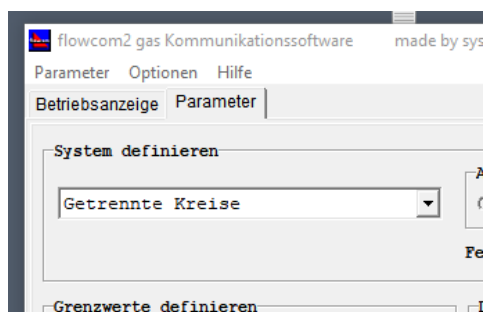 flowcom2 gas Kommunikationssoftware made by sys
Parameter Optionen Hilfe
Betriebsanzeige Parameter
System definieren
Getrennte Kreise
Fe
Grenzwerte definieren